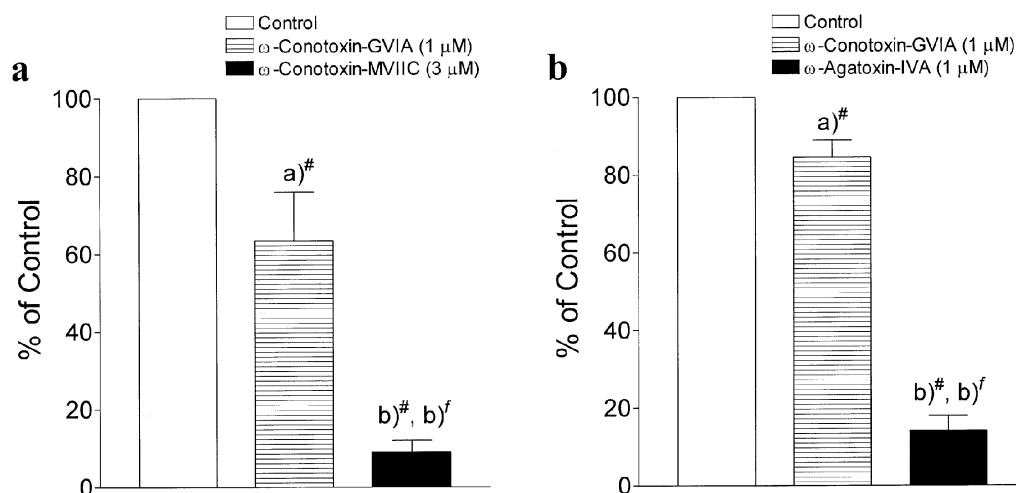 a
Control
ω-Conotoxin-GVIA (1 μM)
ω-Conotoxin-MVIIC (3 μM)
% of Control
100
80
60
40
20
0
a)#
b)#, b)f
b
Control
ω-Conotoxin-GVIA (1 μM)
ω-Agatoxin-IVA (1 μM)
% of Control
100
80
60
40
20
0
a)#
b)#, b)f